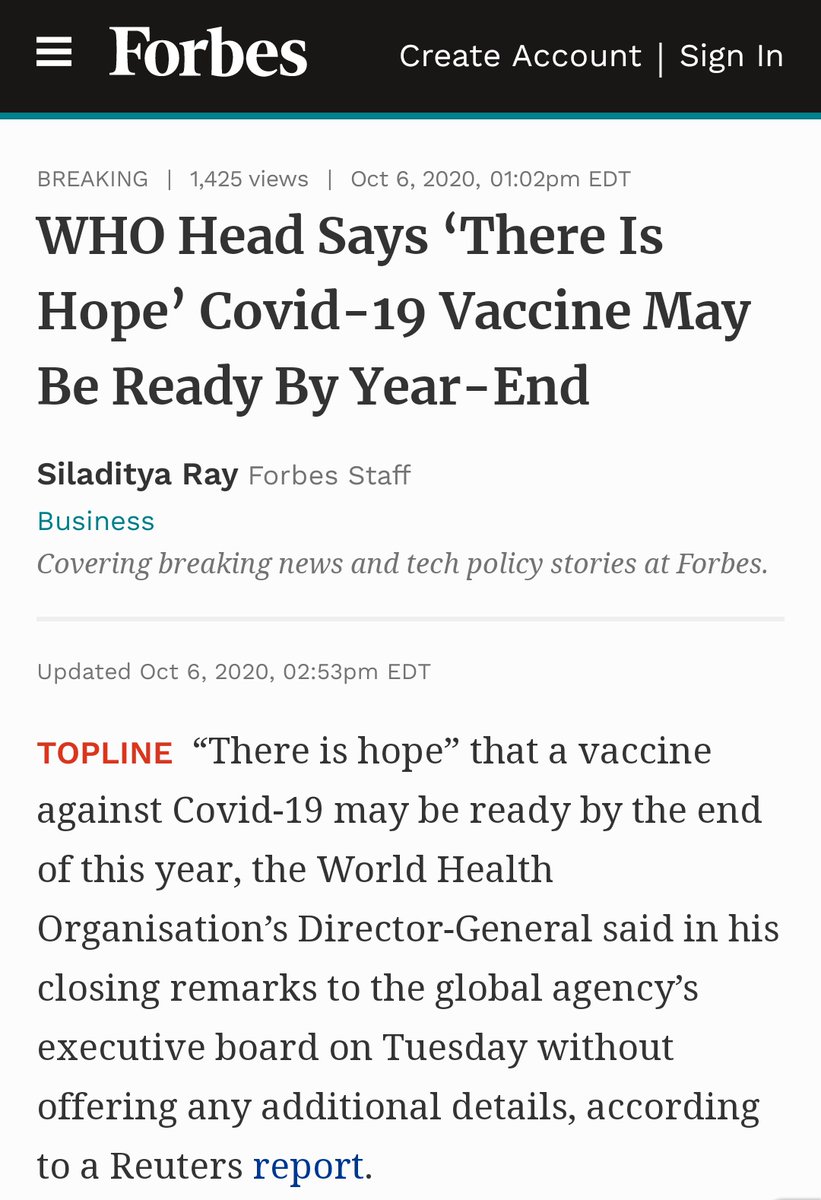 Forbes
Create Account | Sign In
BREAKING | 1,425 views | Oct 6, 2020, 01:02pm EDT
WHO Head Says ‘There Is
Hope’ Covid-19 Vaccine May
Be Ready By Year-End
Siladitya Ray Forbes Staff
Business
Covering breaking news and tech policy stories at Forbes.
Updated Oct 6, 2020, 02:53pm EDT
TOPLINE “There is hope” that a vaccine
against Covid-19 may be ready by the end
of this year, the World Health
Organisation’s Director-General said in his
closing remarks to the global agency’s
executive board on Tuesday without
offering any additional details, according
to a Reuters report.